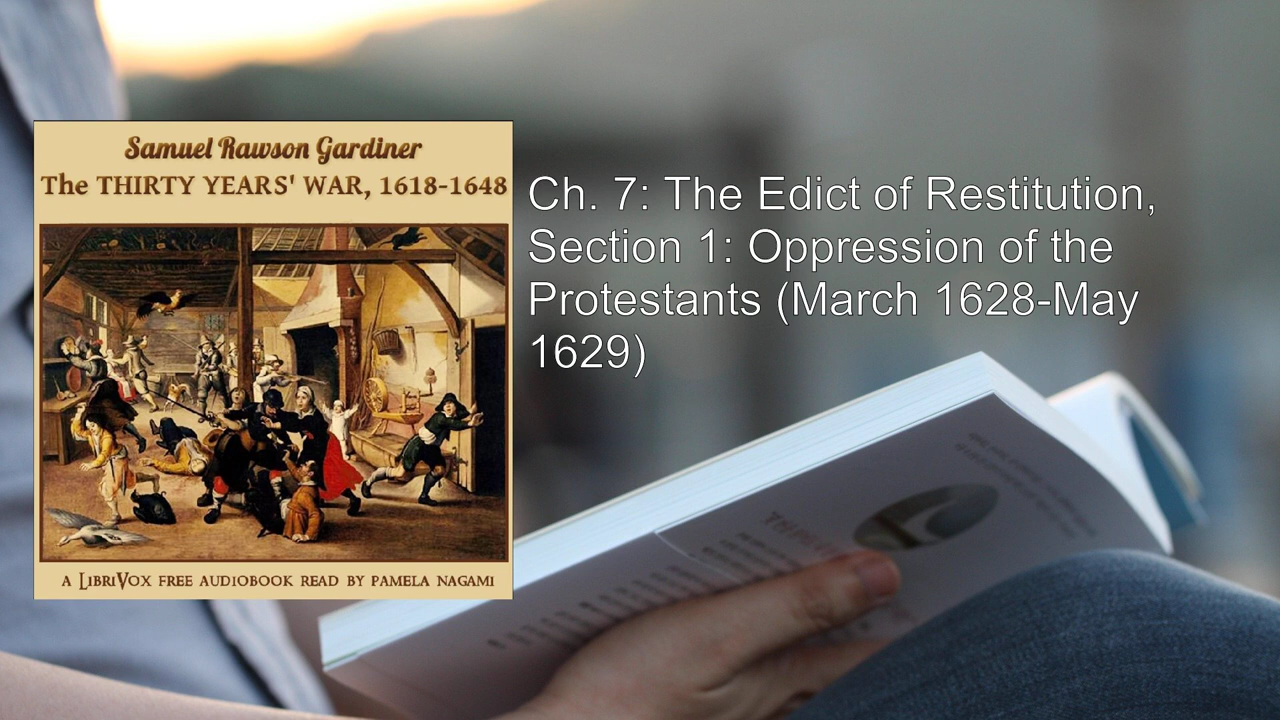 Samuel Rawson Gardiner
The THIRTY YEARS' WAR, 1618-1648
A LIBRIVOX FREE AUDIOBOOK READ BY PAMELA NAGAMI
Ch. 7: The Edict of Restitution,
Section 1: Oppression of the
Protestants (March 1628-May
1629)